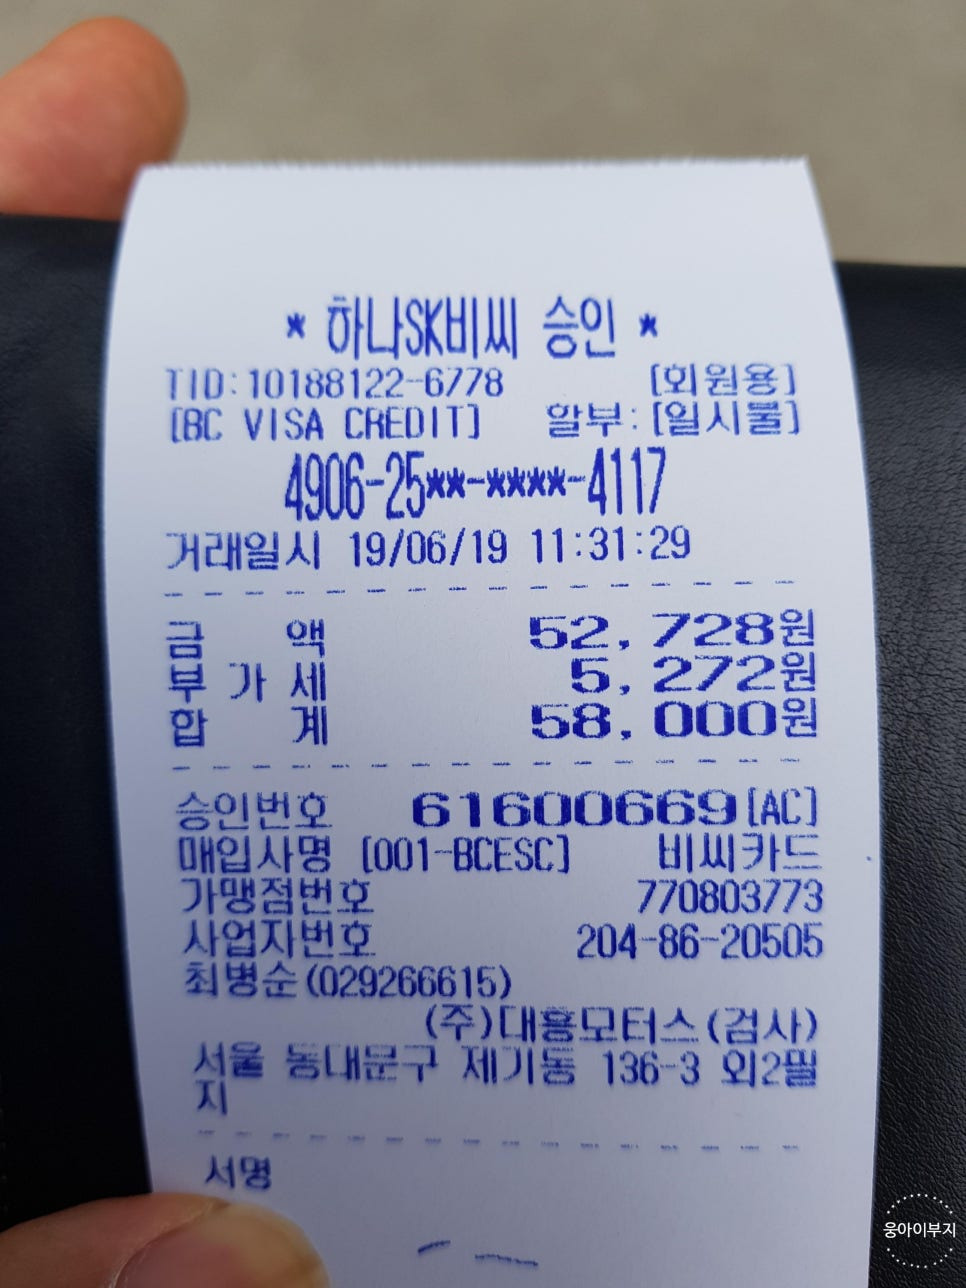 * 하나SK비씨 승인 *
TID:10188122-6778 [회원용]
[BC VISA CREDIT] 할부:[일시불]
4906-25**-****-4117
거래일시 19/06/19 11:31:29
금 액 52,728원
부 가 세 5,272원
합 계 58,000원
승인번호 61600669[AC]
매입사명 [001-BCESC] 비씨카드
가맹점번호 770803773
사업자번호 204-86-20505
최병순(029266615)
(주)대흥모터스(검사)
서울 동대문구 제기동 136-3 외2필
지
서명
웅아이부지